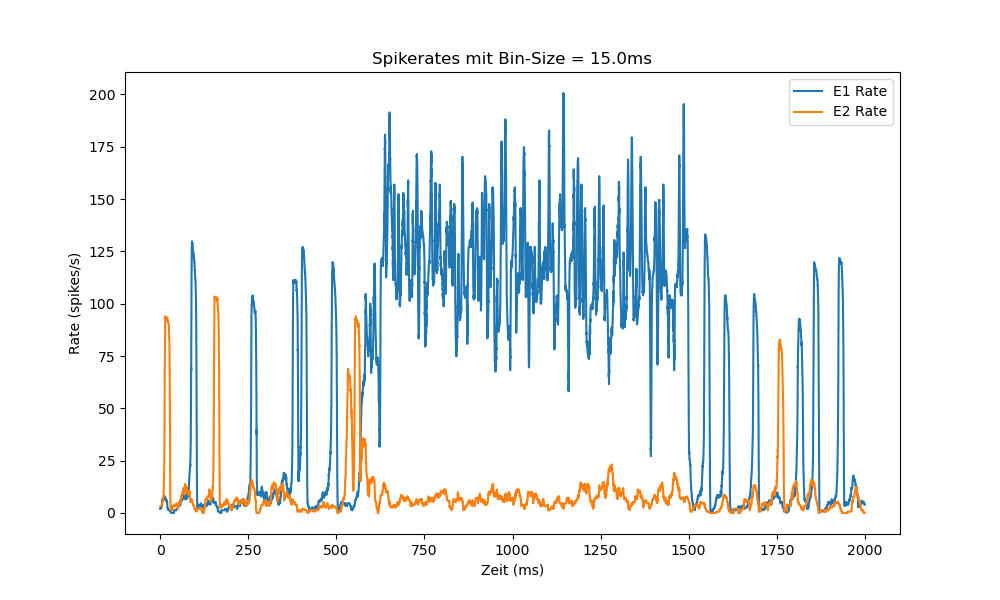 Spikerates mit Bin-Size = 15.0ms
E1 Rate
E2 Rate
200
175
150
125
100
75
50
25
0
Rate (spikes/s)
0 250 500 750 1000 1250 1500 1750 2000
Zeit (ms)